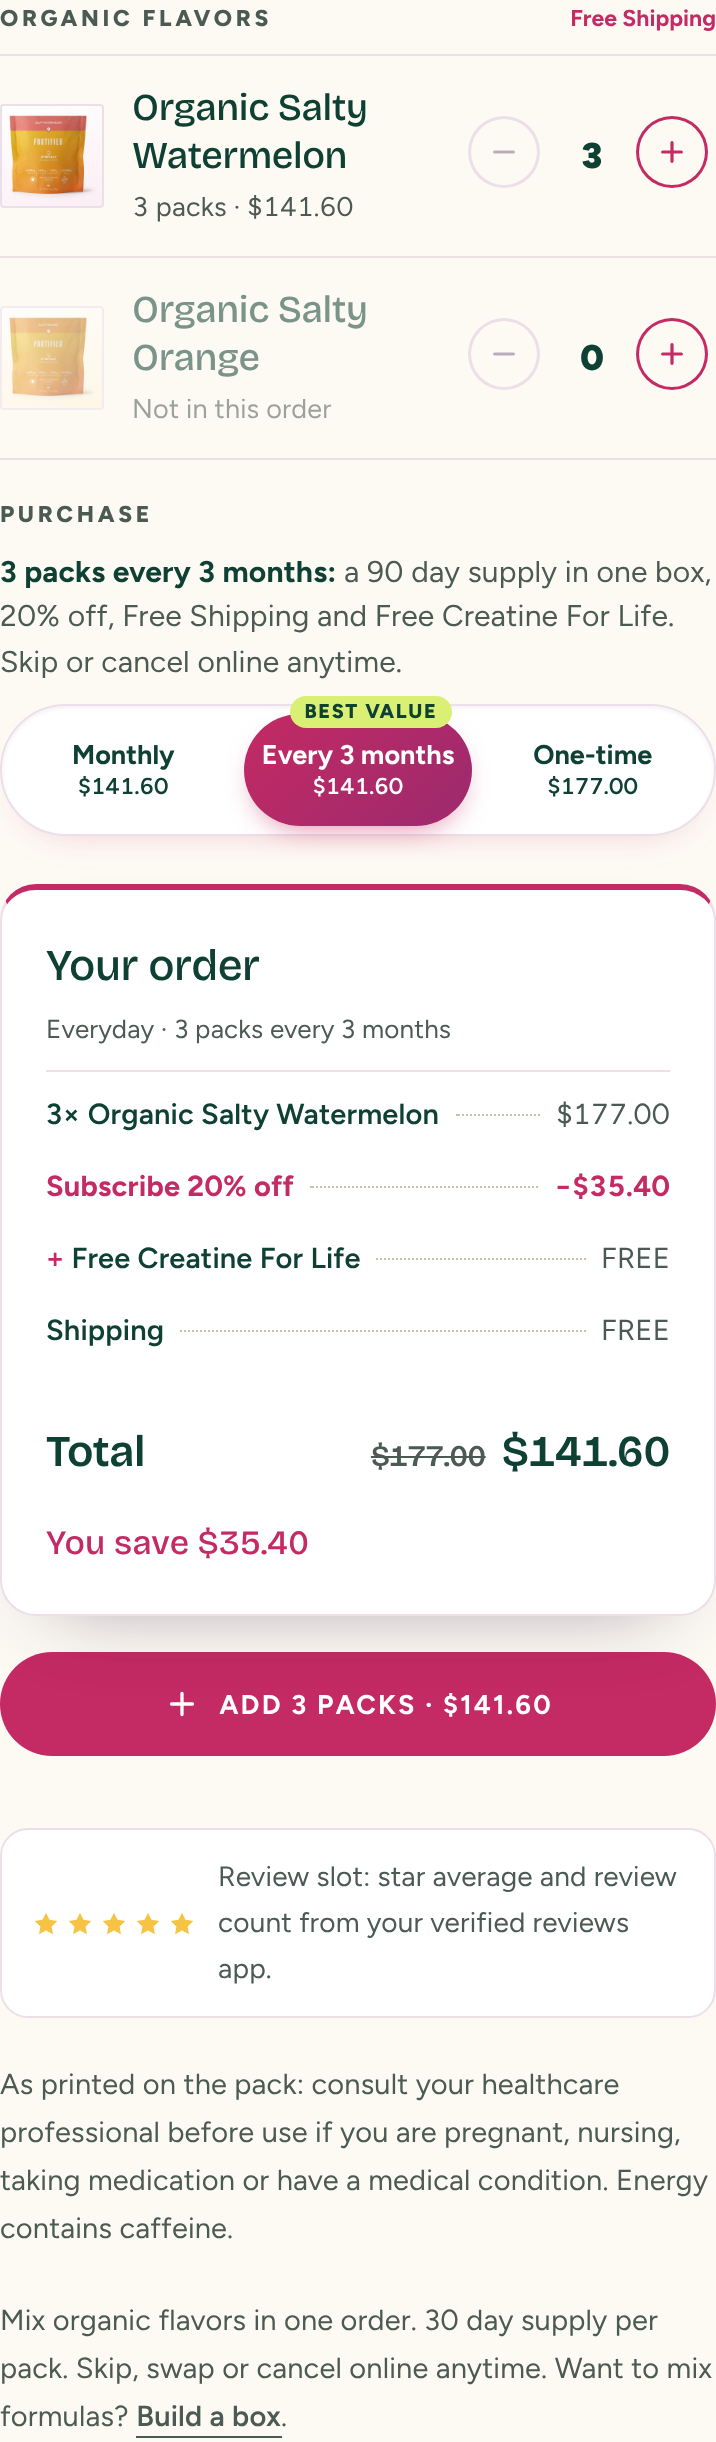 ORGANIC FLAVORS
Free Shipping
Organic Salty
Watermelon
3 packs · $141.60
− 3 +
Organic Salty
Orange
Not in this order
− 0 +
PURCHASE
3 packs every 3 months: a 90 day supply in one box,
20% off, Free Shipping and Free Creatine For Life.
Skip or cancel online anytime.
BEST VALUE
Monthly
$141.60
Every 3 months
$141.60
One-time
$177.00
Your order
Everyday · 3 packs every 3 months
3× Organic Salty Watermelon $177.00
Subscribe 20% off −$35.40
+ Free Creatine For Life FREE
Shipping FREE
Total $177.00 $141.60
You save $35.40
+ ADD 3 PACKS · $141.60
Review slot: star average and review
count from your verified reviews
app.
As printed on the pack: consult your healthcare
professional before use if you are pregnant, nursing,
taking medication or have a medical condition. Energy
contains caffeine.
Mix organic flavors in one order. 30 day supply per
pack. Skip, swap or cancel online anytime. Want to mix
formulas? Build a box.